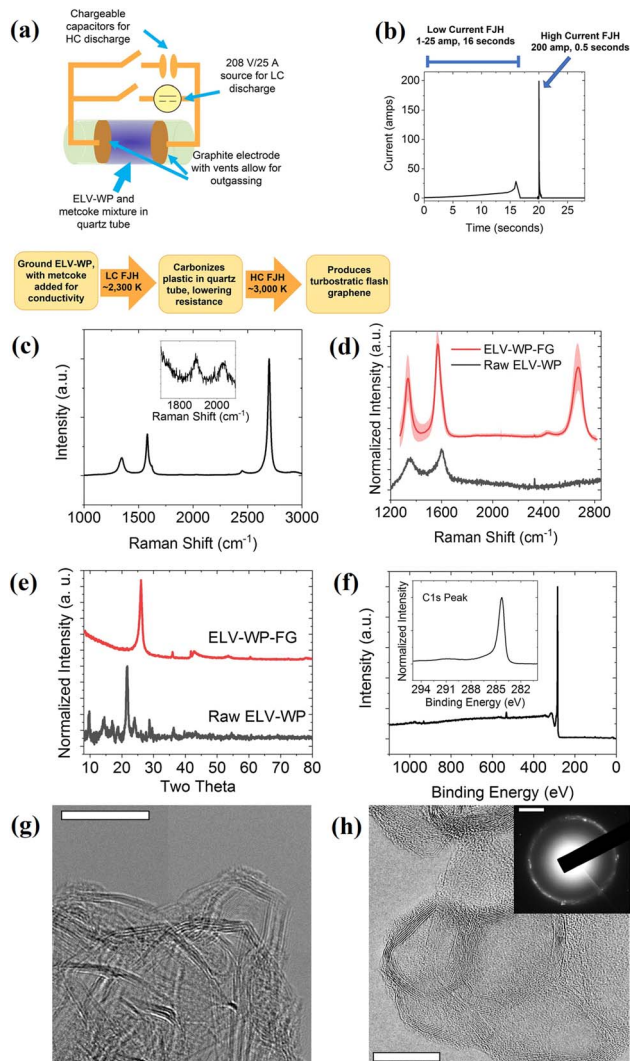 (a)
Chargeable
capacitors for
HC discharge
208 V/25 A
source for LC
discharge
Graphite electrode
with vents allow for
outgassing
ELV-WP and
metcoke mixture in
quartz tube
(b)
Low Current FJH
1-25 amp, 16 seconds
High Current FJH
200 amp, 0.5 seconds
Current (amps)
200
150
100
50
0
0 5 10 15 20 25
Time (seconds)
Ground ELV-WP,
with metcoke
added for
conductivity
LC FJH
~2,300 K
Carbonizes
plastic in quartz
tube, lowering
resistance
HC FJH
~3,000 K
Produces
turbostratic flash
graphene
(c)
Intensity (a.u.)
1800 2000
Raman Shift (cm-1)
1000 1500 2000 2500 3000
Raman Shift (cm-1)
(d)
Normalized Intensity (a.u.)
ELV-WP-FG
Raw ELV-WP
1200 1600 2000 2400 2800
Raman Shift (cm-1)
(e)
Normalized Intensity (a. u.)
ELV-WP-FG
Raw ELV-WP
10 20 30 40 50 60 70 80
Two Theta
(f)
Intensity (a.u.)
C1s Peak
Normalized Intensity
294 291 288 285 282
Binding Energy (eV)
1000 800 600 400 200 0
Binding Energy (eV)
(g)
(h)